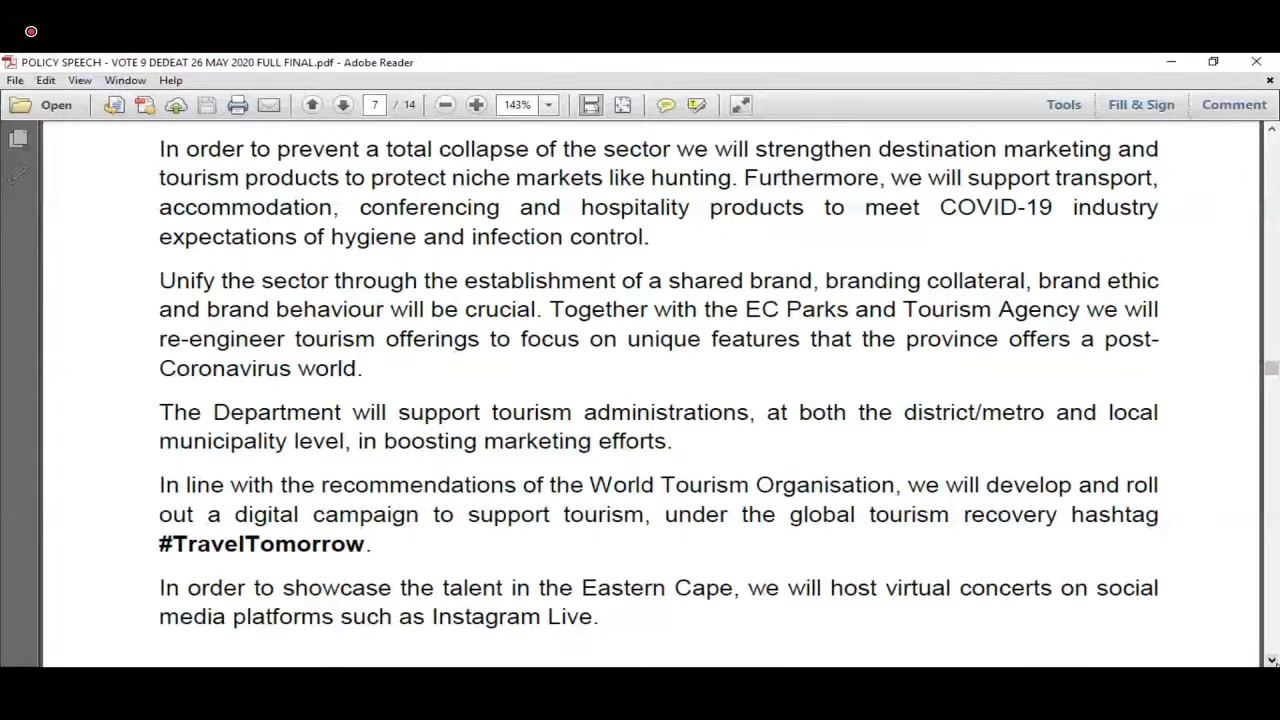 POLICY SPEECH - VOTE 9 DEDEAT 26 MAY 2020 FULL FINAL.pdf - Adobe Reader
File Edit View Window Help
Open 7 / 14 143% Tools Fill & Sign Comment
In order to prevent a total collapse of the sector we will strengthen destination marketing and
tourism products to protect niche markets like hunting. Furthermore, we will support transport,
accommodation, conferencing and hospitality products to meet COVID-19 industry
expectations of hygiene and infection control.
Unify the sector through the establishment of a shared brand, branding collateral, brand ethic
and brand behaviour will be crucial. Together with the EC Parks and Tourism Agency we will
re-engineer tourism offerings to focus on unique features that the province offers a post-
Coronavirus world.
The Department will support tourism administrations, at both the district/metro and local
municipality level, in boosting marketing efforts.
In line with the recommendations of the World Tourism Organisation, we will develop and roll
out a digital campaign to support tourism, under the global tourism recovery hashtag
#TravelTomorrow.
In order to showcase the talent in the Eastern Cape, we will host virtual concerts on social
media platforms such as Instagram Live.